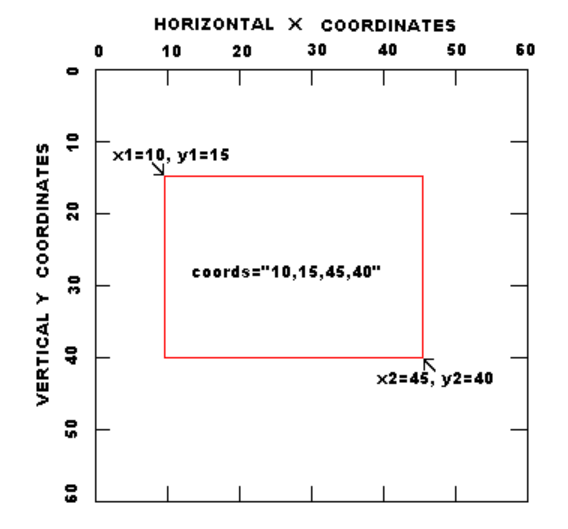 HORIZONTAL X COORDINATES
0 10 20 30 40 50 60
VERTICAL Y COORDINATES
0
10
20
30
40
50
60
x1=10, y1=15
coords="10,15,45,40"
x2=45, y2=40